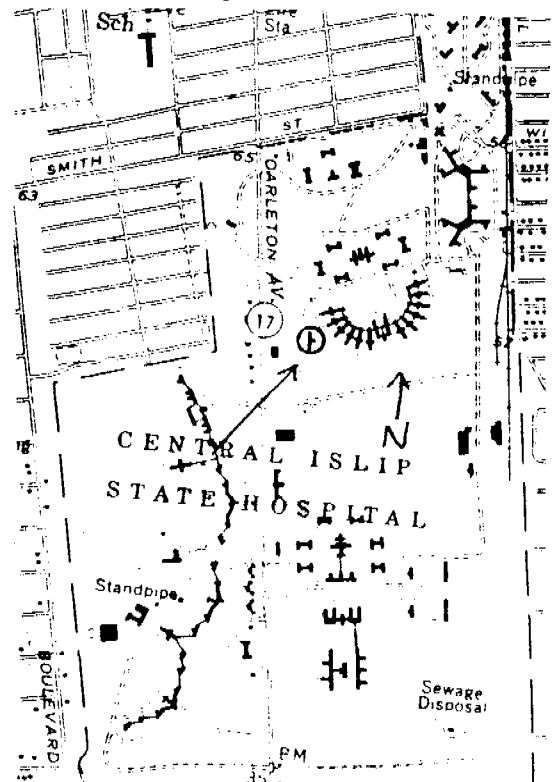 Sch
Sta
Standpipe
ST
SMITH
65
63
CARLETON AV
17
N
CENTRAL ISLIP
STATE HOSPITAL
Standpipe
BOULEVARD
Sewage
Disposal
BM